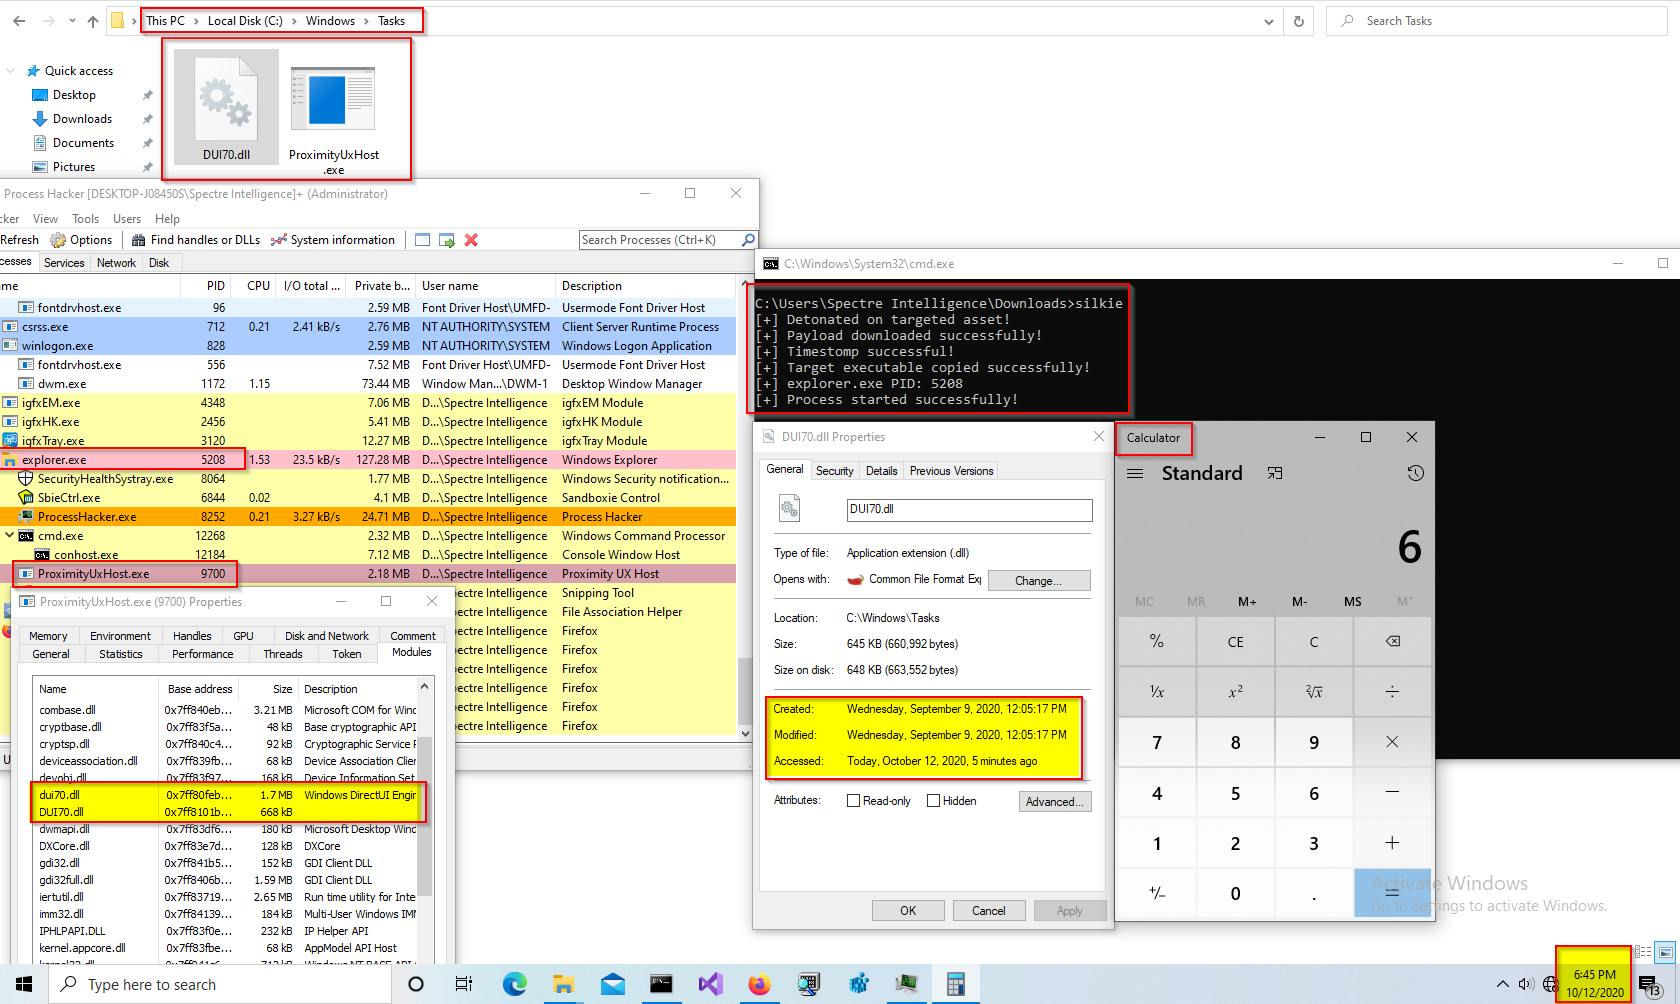 This PC > Local Disk (C:) > Windows > Tasks
Search Tasks
Quick access
Desktop
Downloads
Documents
Pictures
DUI70.dll
ProximityUxHost
.exe
Process Hacker [DESKTOP-J08450S\Spectre Intelligence]+ (Administrator)
cker View Tools Users Help
Refresh Options Find handles or DLLs System information Search Processes (Ctrl+K)
cesses Services Network Disk
me PID CPU I/O total ... Private b... User name Description
fontdrvhost.exe 96 2.59 MB Font Driver Host\UMFD- Usermode Font Driver Host
csrss.exe 712 0.21 2.41 kB/s 2.76 MB NT AUTHORITY\SYSTEM Client Server Runtime Process
winlogon.exe 828 2.59 MB NT AUTHORITY\SYSTEM Windows Logon Application
fontdrvhost.exe 556 7.52 MB Font Driver Host\UMFD- Usermode Font Driver Host
dwm.exe 1172 1.15 73.44 MB Window Man...\DWM-1 Desktop Window Manager
igfxEM.exe 4348 7.06 MB D...\Spectre Intelligence igfxEM Module
igfxHK.exe 2456 5.41 MB D...\Spectre Intelligence igfxHK Module
igfxTray.exe 3120 12.27 MB D...\Spectre Intelligence igfxTray Module
explorer.exe 5208 1.53 23.5 kB/s 127.28 MB D...\Spectre Intelligence Windows Explorer
SecurityHealthSystray.exe 8064 1.77 MB D...\Spectre Intelligence Windows Security notification...
SbieCtrl.exe 6844 0.02 4.1 MB D...\Spectre Intelligence Sandboxie Control
ProcessHacker.exe 8252 0.21 3.27 kB/s 24.71 MB D...\Spectre Intelligence Process Hacker
cmd.exe 12268 2.32 MB D...\Spectre Intelligence Windows Command Processor
conhost.exe 12184 7.12 MB D...\Spectre Intelligence Console Window Host
ProximityUxHost.exe 9700 2.18 MB D...\Spectre Intelligence Proximity UX Host
D...\Spectre Intelligence Snipping Tool
D...\Spectre Intelligence File Association Helper
D...\Spectre Intelligence Firefox
D...\Spectre Intelligence Firefox
D...\Spectre Intelligence Firefox
D...\Spectre Intelligence Firefox
D...\Spectre Intelligence Firefox
D...\Spectre Intelligence Firefox
ProximityUxHost.exe (9700) Properties
Memory Environment Handles GPU Disk and Network Comment
General Statistics Performance Threads Token Modules
Name Base address Size Description
combase.dll 0x7ff840eb... 3.21 MB Microsoft COM for Winc
cryptbase.dll 0x7ff83f5a... 48 kB Base cryptographic API
cryptsp.dll 0x7ff840c4... 92 kB Cryptographic Service F
deviceassociation.dll 0x7ff839fb... 68 kB Device Association Clie
devobj.dll 0x7ff83f97... 168 kB Device Information Set
dui70.dll 0x7ff80feb... 1.7 MB Windows DirectUI Engir
DUI70.dll 0x7ff8101b... 668 kB
dwmapi.dll 0x7ff83df6... 180 kB Microsoft Desktop Winc
DXCore.dll 0x7ff83e7d... 128 kB DXCore
gdi32.dll 0x7ff841b5... 152 kB GDI Client DLL
gdi32full.dll 0x7ff8406b... 1.59 MB GDI Client DLL
iertutil.dll 0x7ff83719... 2.65 MB Run time utility for Inte
imm32.dll 0x7ff84139... 184 kB Multi-User Windows IMM
IPHLPAPI.DLL 0x7ff83f0e... 232 kB IP Helper API
kernel.appcore.dll 0x7ff83fbe... 68 kB AppModel API Host
C:\Windows\System32\cmd.exe
C:\Users\Spectre Intelligence\Downloads>silkie
[+] Detonated on targeted asset!
[+] Payload downloaded successfully!
[+] Timestomp successful!
[+] Target executable copied successfully!
[+] explorer.exe PID: 5208
[+] Process started successfully!
DUI70.dll Properties
General Security Details Previous Versions
DUI70.dll
Type of file: Application extension (.dll)
Opens with: Common File Format Exp Change...
Location: C:\Windows\Tasks
Size: 645 KB (660,992 bytes)
Size on disk: 648 KB (663,552 bytes)
Created: Wednesday, September 9, 2020, 12:05:17 PM
Modified: Wednesday, September 9, 2020, 12:05:17 PM
Accessed: Today, October 12, 2020, 5 minutes ago
Attributes: Read-only Hidden Advanced...
OK Cancel Apply
Calculator
Standard
6
MC MR M+ M- MS M˅
% CE C
¹/x x² ²√x ÷
7 8 9 ×
4 5 6 −
1 2 3 +
+/− 0 . =
Activate Windows
Go to Settings to activate Windows.
Type here to search
6:45 PM
10/12/2020
13